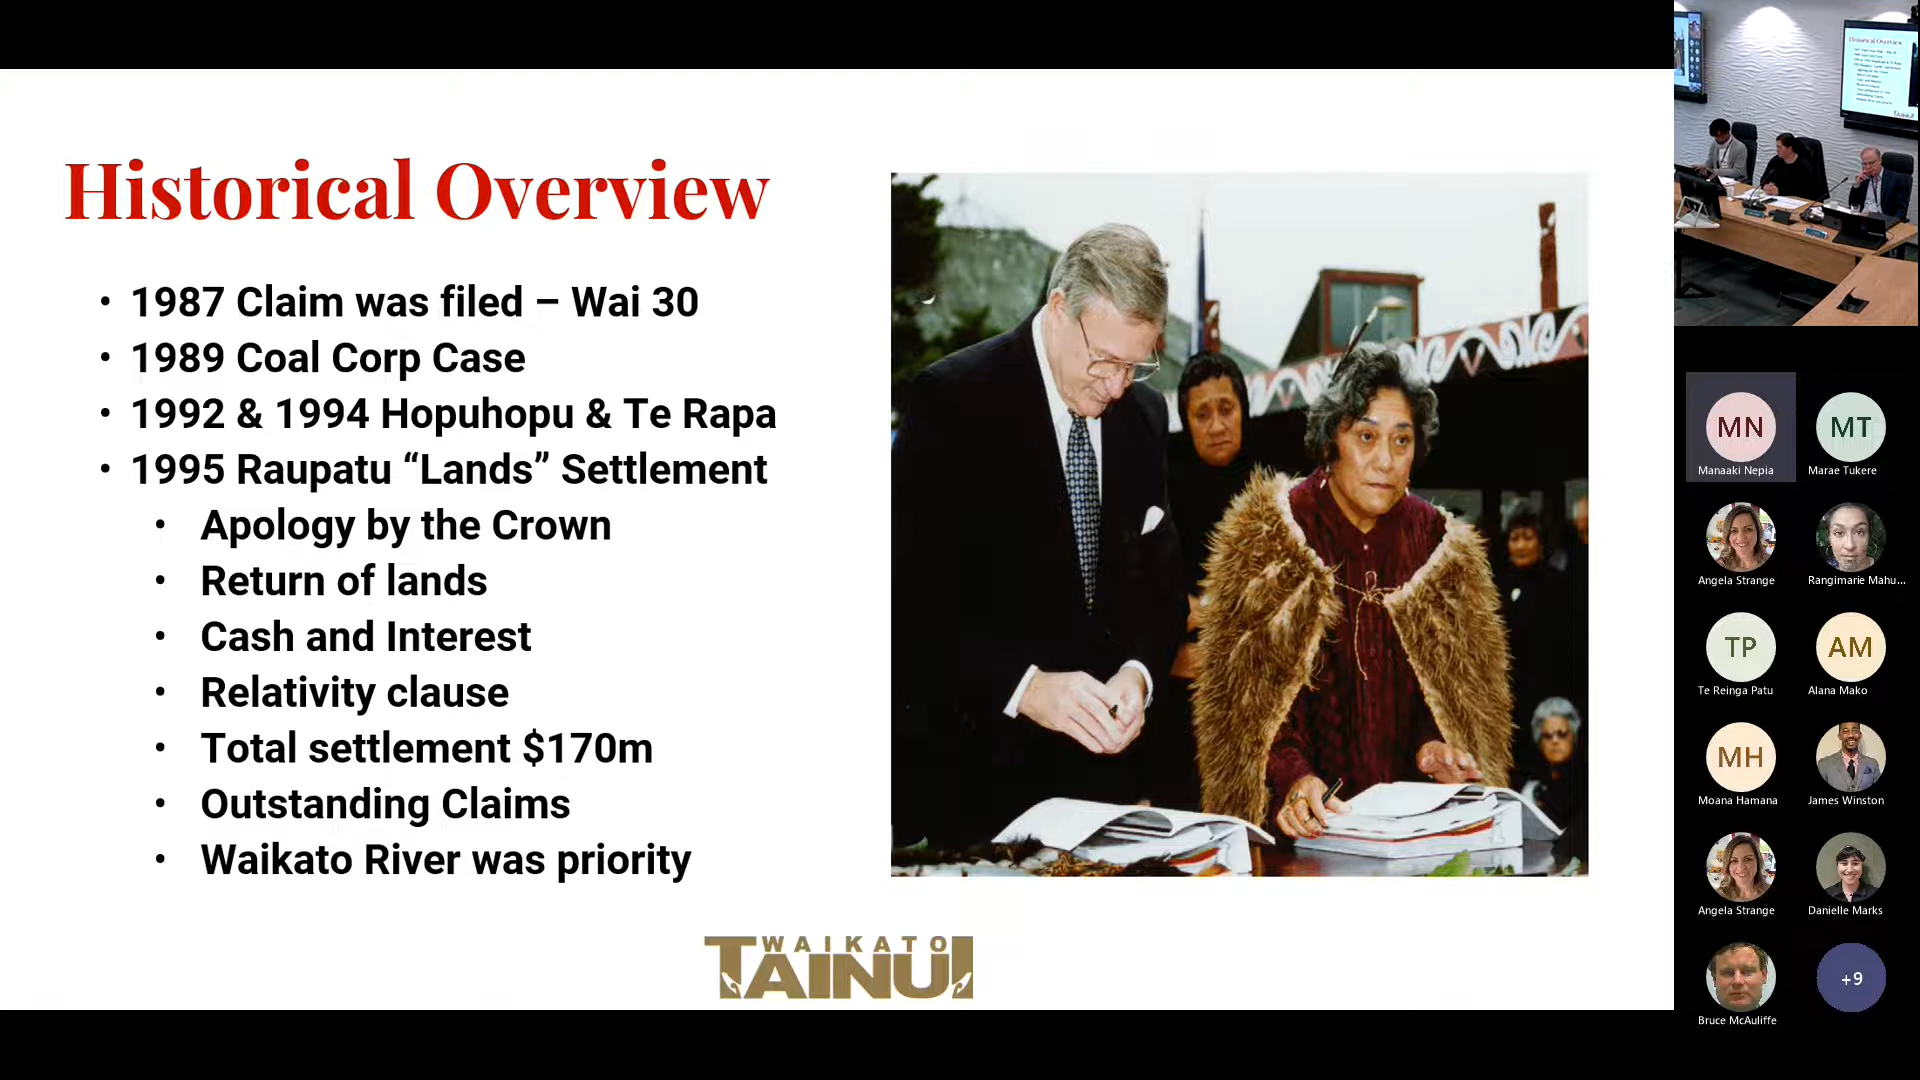 Historical Overview
• 1987 Claim was filed – Wai 30
• 1989 Coal Corp Case
• 1992 & 1994 Hopuhopu & Te Rapa
• 1995 Raupatu “Lands” Settlement
• Apology by the Crown
• Return of lands
• Cash and Interest
• Relativity clause
• Total settlement $170m
• Outstanding Claims
• Waikato River was priority
WAIKATO
TAINUI
Historical Overview
MN
MT
Manaaki Nepia
Marae Tukere
Angela Strange
Rangimarie Mahu...
TP
AM
Te Reinga Patu
Alana Mako
MH
Moana Hamana
James Winston
Angela Strange
Danielle Marks
+9
Bruce McAuliffe